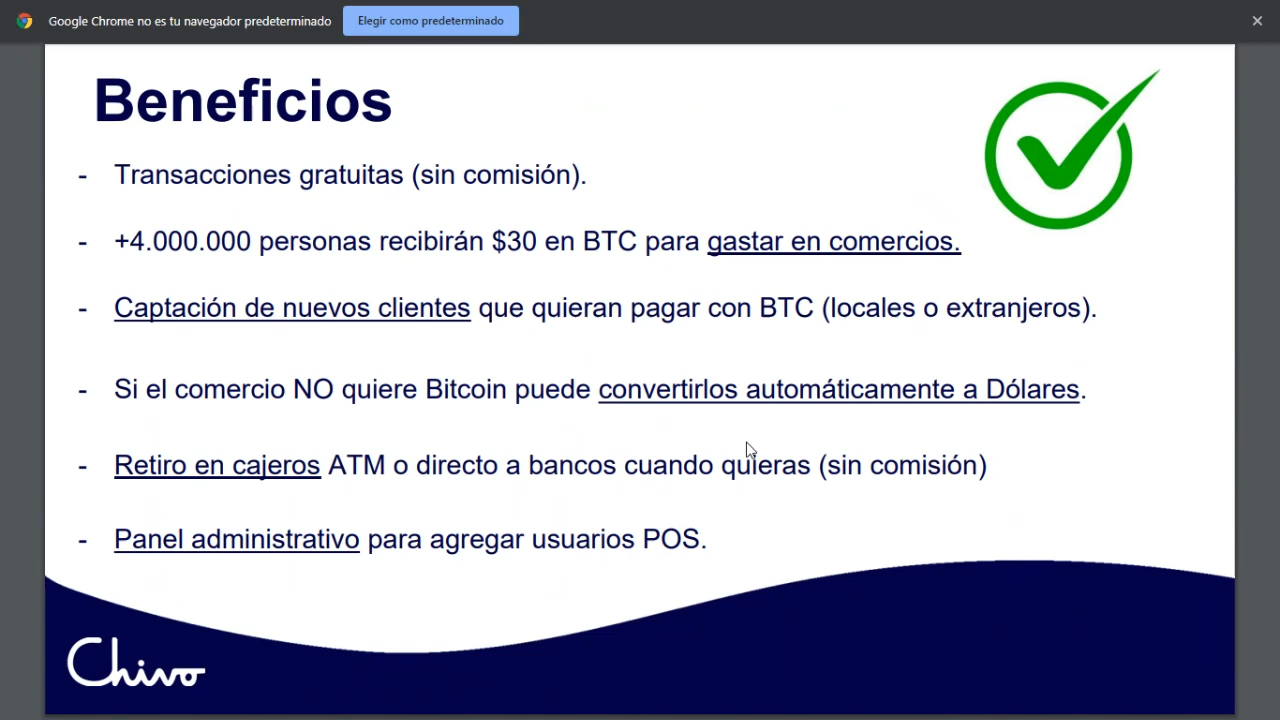 Google Chrome no es tu navegador predeterminado
Elegir como predeterminado
Beneficios
- Transacciones gratuitas (sin comisión).
- +4.000.000 personas recibirán $30 en BTC para gastar en comercios.
- Captación de nuevos clientes que quieran pagar con BTC (locales o extranjeros).
- Si el comercio NO quiere Bitcoin puede convertirlos automáticamente a Dólares.
- Retiro en cajeros ATM o directo a bancos cuando quieras (sin comisión)
- Panel administrativo para agregar usuarios POS.
Chivo